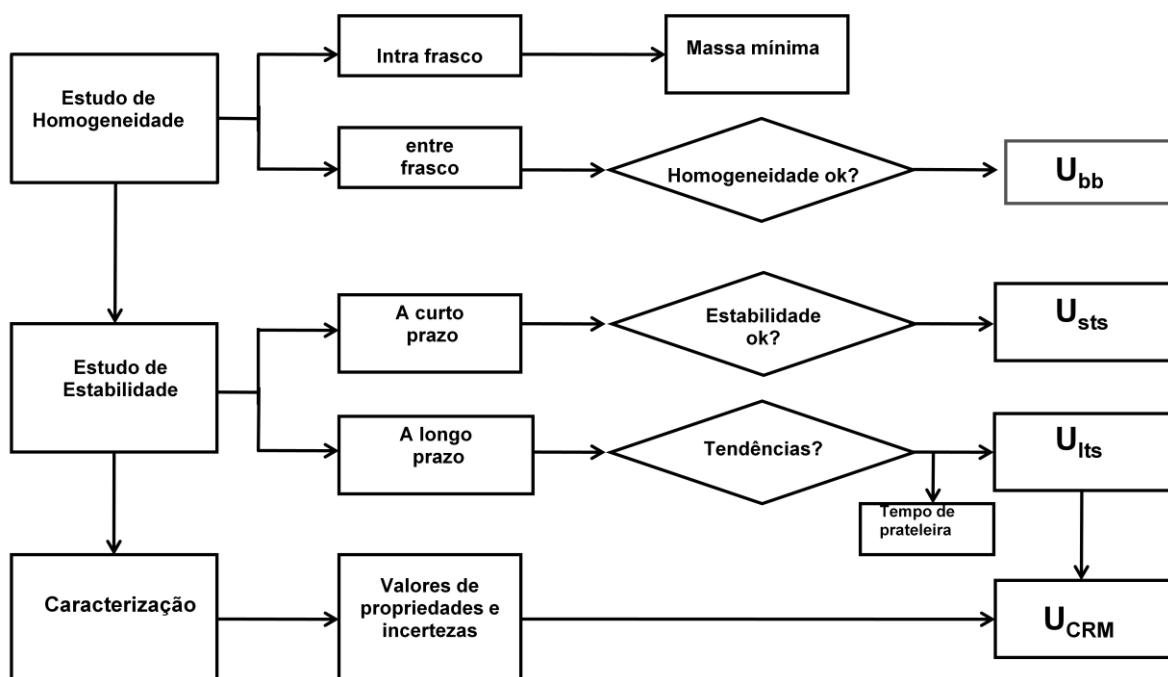 Estudo de
Homogeneidade
Intra frasco
Massa mínima
entre
frasco
Homogeneidade ok?
Ubb
Estudo de
Estabilidade
A curto
prazo
Estabilidade
ok?
Usts
A longo
prazo
Tendências?
Ults
Tempo de
prateleira
Caracterização
Valores de
propriedades e
incertezas
UCRM